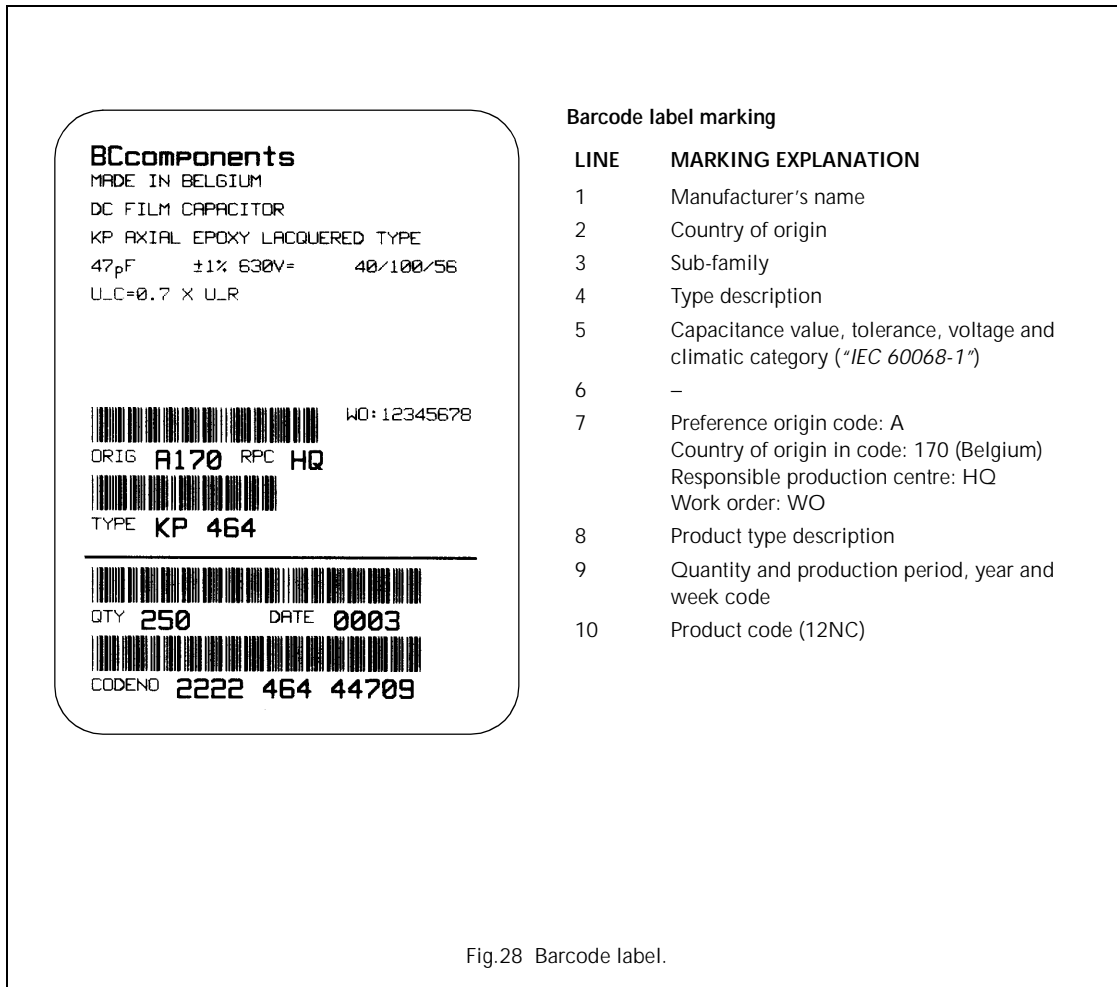 BCcomponents
MADE IN BELGIUM
DC FILM CAPACITOR
KP AXIAL EPOXY LACQUERED TYPE
47pF ±1% 630V= 40/100/56
U_C=0.7 X U_R
WO:12345678
ORIG A170 RPC HQ
TYPE KP 464
QTY 250 DATE 0003
CODENO 2222 464 44709
Barcode label marking
LINE MARKING EXPLANATION
1 Manufacturer’s name
2 Country of origin
3 Sub-family
4 Type description
5 Capacitance value, tolerance, voltage and
climatic category (“IEC 60068-1”)
6 –
7 Preference origin code: A
Country of origin in code: 170 (Belgium)
Responsible production centre: HQ
Work order: WO
8 Product type description
9 Quantity and production period, year and
week code
10 Product code (12NC)
Fig.28 Barcode label.